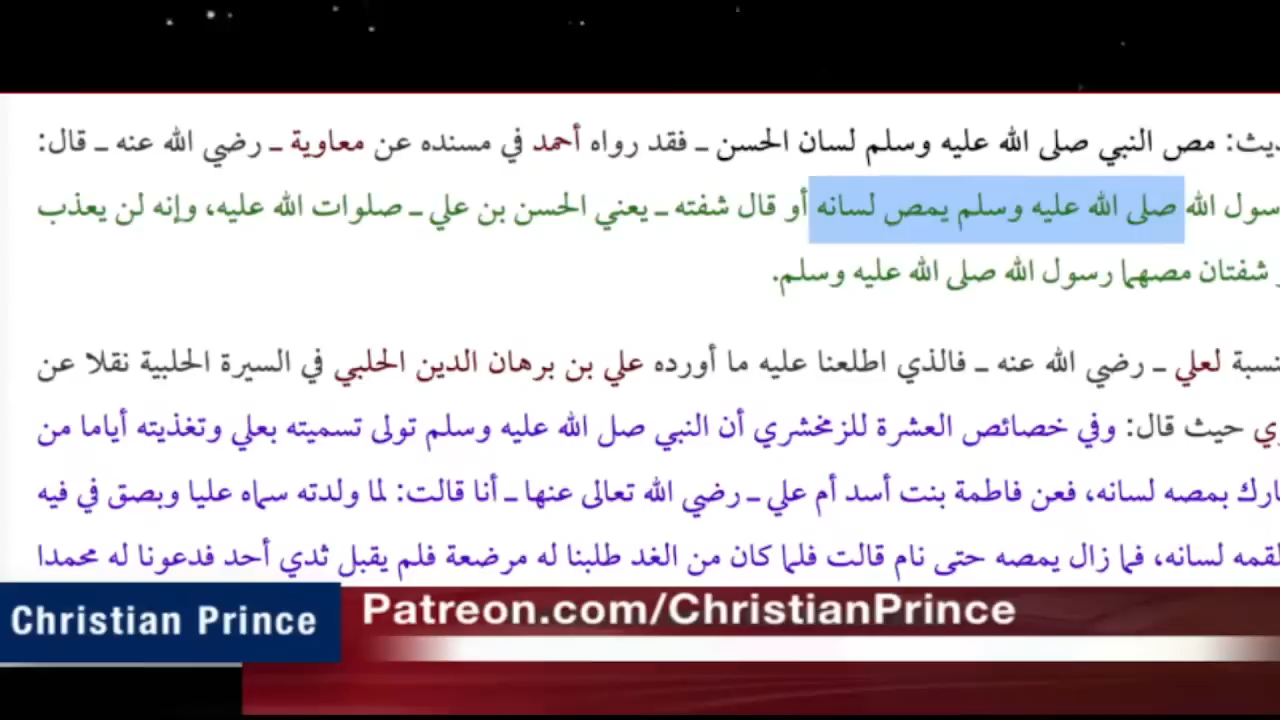 ديث: مص النبي صلى الله عليه وسلم لسان الحسن ـ فقد رواه أحمد في مسنده عن معاوية ـ رضي الله عنه ـ قال:
سول الله صلى الله عليه وسلم يمص لسانه أو قال شفته ـ يعني الحسن بن علي ـ صلوات الله عليه، وإنه لن يعذب
شفتان مصهما رسول الله صلى الله عليه وسلم.
نسبة لعلي ـ رضي الله عنه ـ فالذي اطلعنا عليه ما أورده علي بن برهان الدين الحلبي في السيرة الحلبية نقلا عن
حيث قال: وفي خصائص العشرة للزمخشري أن النبي صل الله عليه وسلم تولى تسميته بعلي وتغذيته أياما من
ارك بمصه لسانه، فعن فاطمة بنت أسد أم علي ـ رضي الله تعالى عنها ـ أنا قالت: لما ولدته سماه عليا وبصق في فيه
قمه لسانه، فما زال يمصه حتى نام قالت فلما كان من الغد طلبنا له مرضعة فلم يقبل ثدي أحد فدعونا له محمدا
Patreon.com/ChristianPrince
Christian Prince